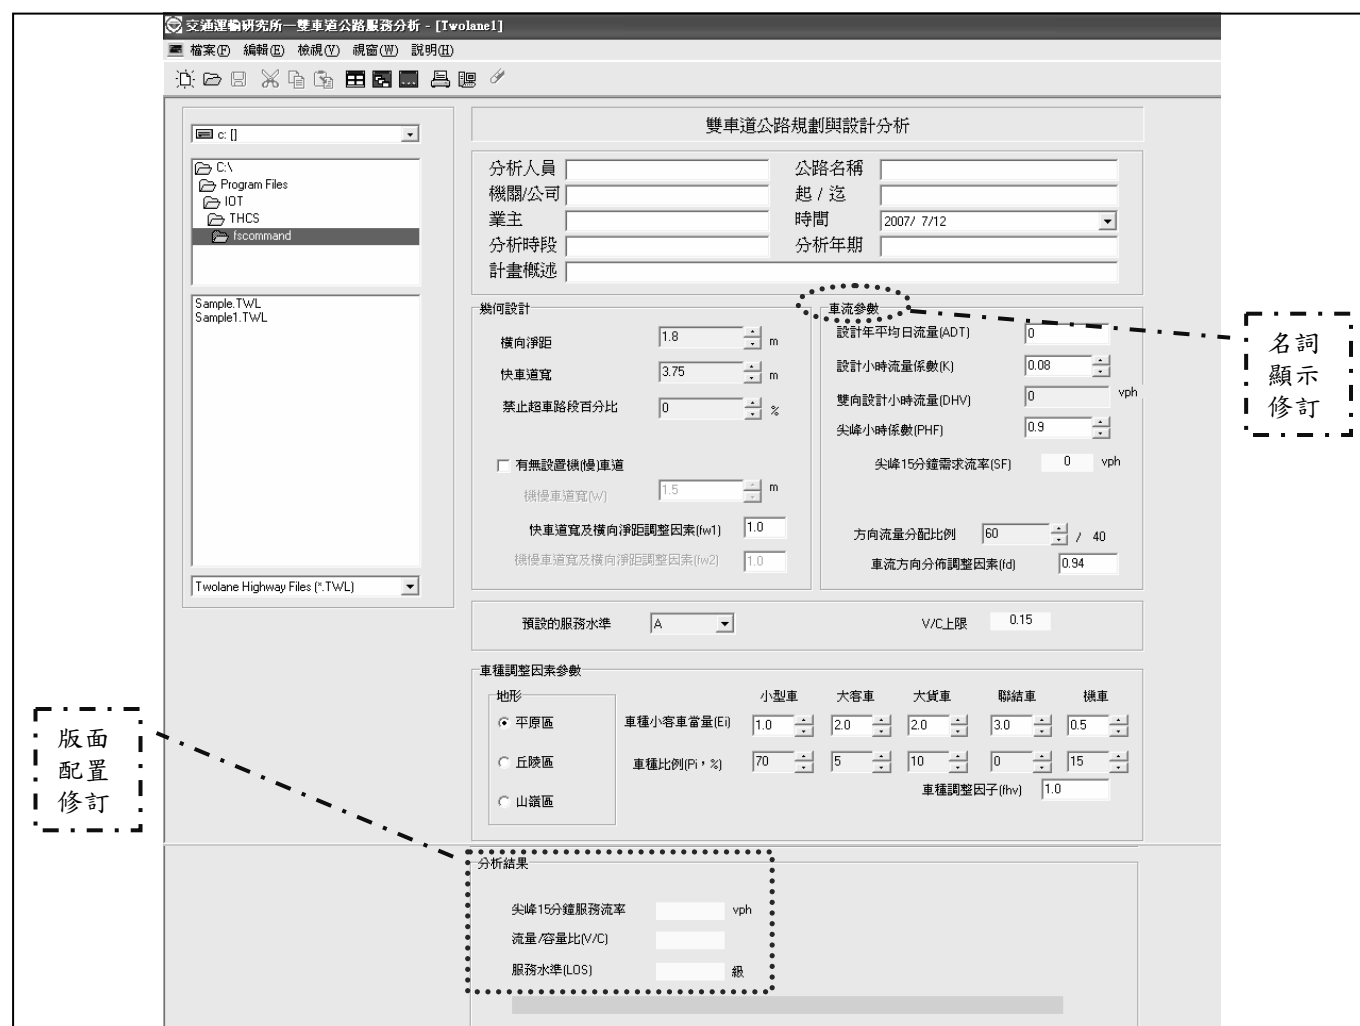 交通運輸研究所—雙車道公路服務分析 - [Twolane1]
檔案(F) 編輯(E) 檢視(V) 視窗(W) 說明(H)
c: []
C:\
Program Files
IOT
THCS
fscommand
Sample.TWL
Sample1.TWL
Twolane Highway Files (*.TWL)
雙車道公路規劃與設計分析
分析人員 公路名稱
機關/公司 起 / 迄
業主 時間 2007/ 7/12
分析時段 分析年期
計畫概述
幾何設計
橫向淨距 1.8 m
快車道寬 3.75 m
禁止超車路段百分比 0 %
有無設置機(慢)車道
機慢車道寬(W) 1.5 m
快車道寬及橫向淨距調整因素(fw1) 1.0
機慢車道寬及橫向淨距調整因素(fw2) 1.0
車流參數
設計年平均日流量(ADT) 0
設計小時流量係數(K) 0.08
雙向設計小時流量(DHV) 0 vph
尖峰小時係數(PHF) 0.9
尖峰15分鐘需求流率(SF) 0 vph
方向流量分配比例 60 / 40
車流方向分佈調整因素(fd) 0.94
名詞
顯示
修訂
預設的服務水準 A V/C上限 0.15
車種調整因素參數
地形
平原區
丘陵區
山嶺區
小型車 大客車 大貨車 聯結車 機車
車種小客車當量(Ei) 1.0 2.0 2.0 3.0 0.5
車種比例(Pi，%) 70 5 10 0 15
車種調整因子(fhv) 1.0
版面
配置
修訂
分析結果
尖峰15分鐘服務流率 vph
流量/容量比(V/C)
服務水準(LOS) 級